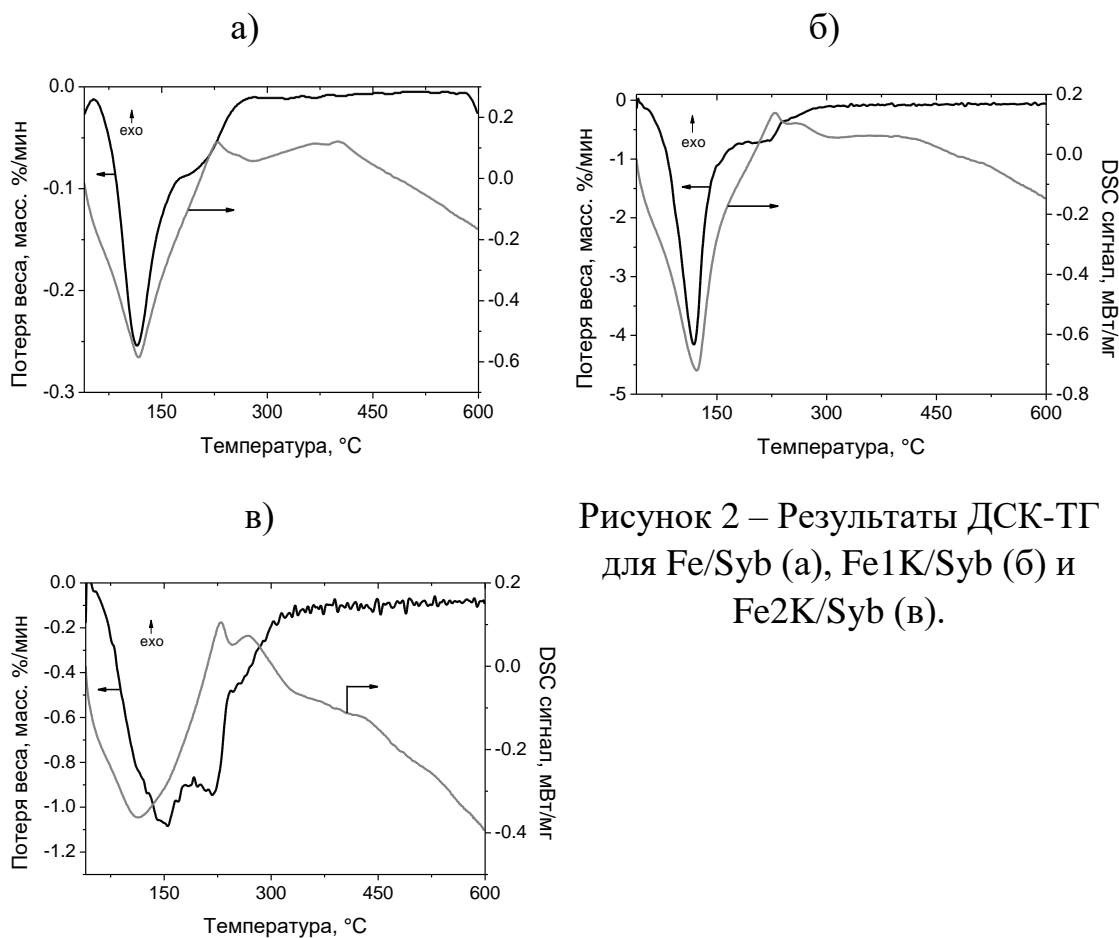 а)
0.0
-0.1
-0.2
-0.3
Потеря веса, масс. %/мин
exo
0.2
0.0
-0.2
-0.4
-0.6
150
300
450
600
Температура, °C
б)
0
-1
-2
-3
-4
-5
Потеря веса, масс. %/мин
exo
0.2
0.0
-0.2
-0.4
-0.6
-0.8
DSC сигнал, мВт/мг
150
300
450
600
Температура, °C
в)
0.0
-0.2
-0.4
-0.6
-0.8
-1.0
-1.2
Потеря веса, масс. %/мин
exo
0.2
0.0
-0.2
-0.4
DSC сигнал, мВт/мг
150
300
450
600
Температура, °C
Рисунок 2 – Результаты ДСК-ТГ
для Fe/Syb (а), Fe1K/Syb (б) и
Fe2K/Syb (в).